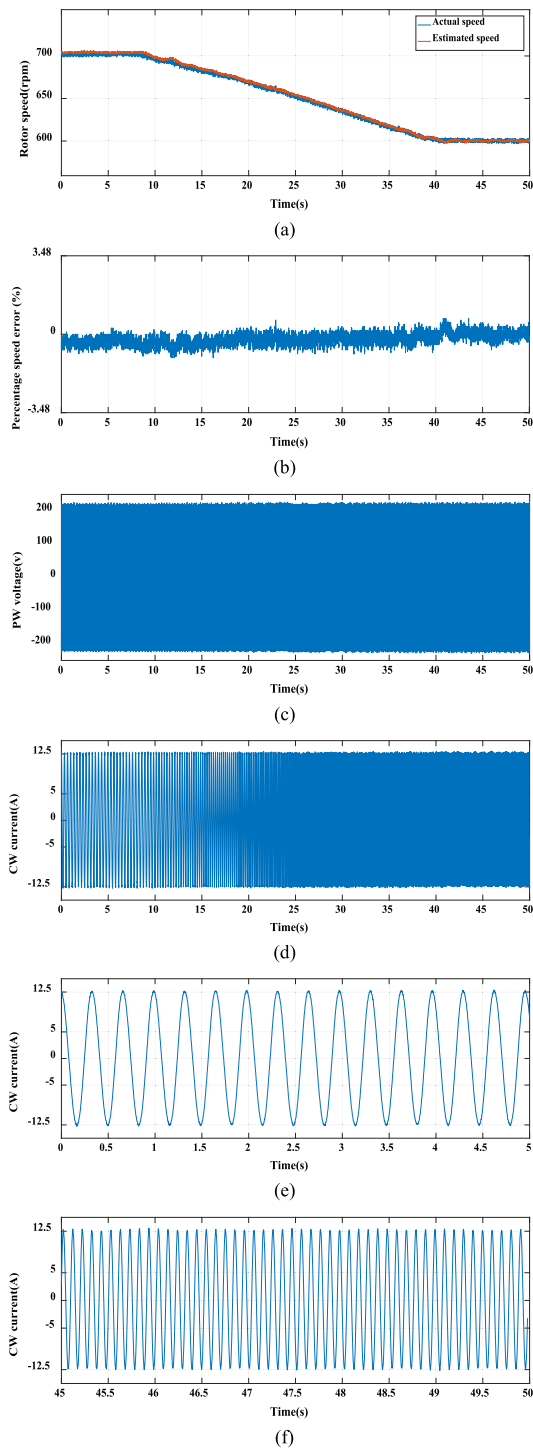 Actual speed
Estimated speed
700
650
600
Rotor speed(rpm)
0 5 10 15 20 25 30 35 40 45 50
Time(s)
(a)
3.48
0
-3.48
Percentage speed error (%)
0 5 10 15 20 25 30 35 40 45 50
Time(s)
(b)
200
100
0
-100
-200
PW voltage(v)
0 5 10 15 20 25 30 35 40 45 50
Time(s)
(c)
12.5
5
0
-5
-12.5
CW current(A)
0 5 10 15 20 25 30 35 40 45 50
Time(s)
(d)
12.5
5
0
-5
-12.5
CW current(A)
0 0.5 1 1.5 2 2.5 3 3.5 4 4.5 5
Time(s)
(e)
12.5
5
0
-5
-12.5
CW current(A)
45 45.5 46 46.5 47 47.5 48 48.5 49 49.5 50
Time(s)
(f)